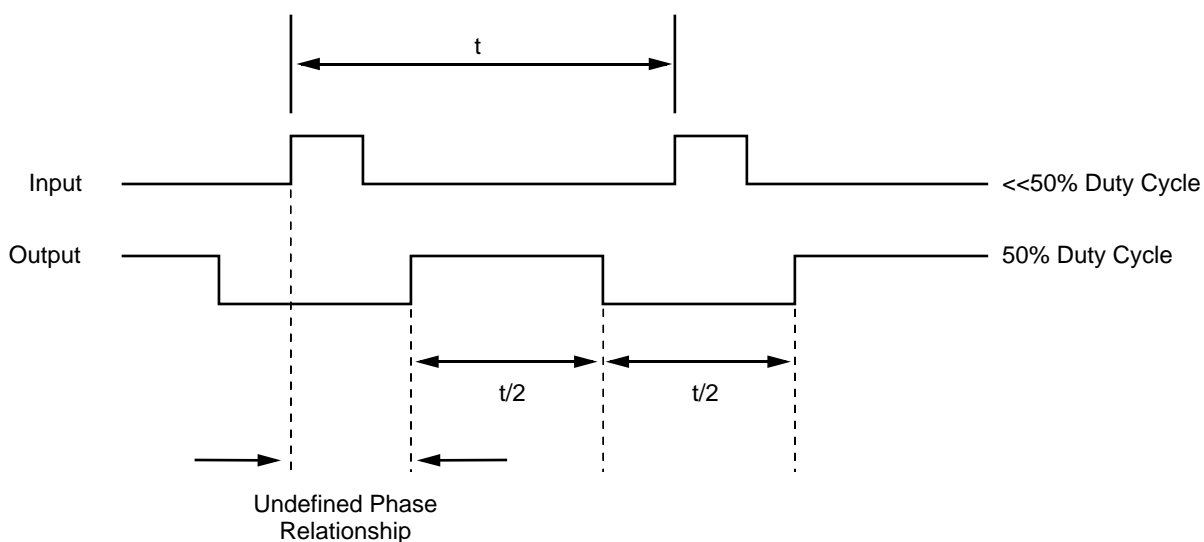 t
Input
<<50% Duty Cycle
Output
50% Duty Cycle
t/2
t/2
Undefined Phase
Relationship